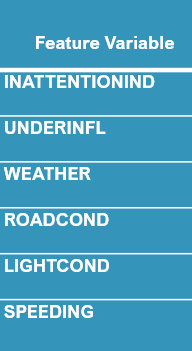 Feature Variable
INATTENTIONIND
UNDERINFL
WEATHER
ROADCOND
LIGHTCOND
SPEEDING